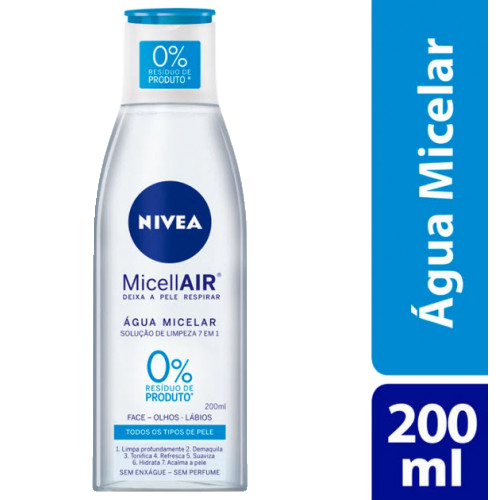 0%
RESÍDUO DE
PRODUTO*
NIVEA
MicellAIR®
DEIXA A PELE RESPIRAR
ÁGUA MICELAR
SOLUÇÃO DE LIMPEZA 7 EM 1
0%
RESÍDUO DE
PRODUTO*
200ml
FACE – OLHOS - LÁBIOS
TODOS OS TIPOS DE PELE
1. Limpa profundamente 2. Demaquila
3. Tonifica 4. Refresca 5. Suaviza
6. Hidrata 7. Acalma a pele
SEM ENXÁGUE – SEM PERFUME
Água Micelar
200
ml